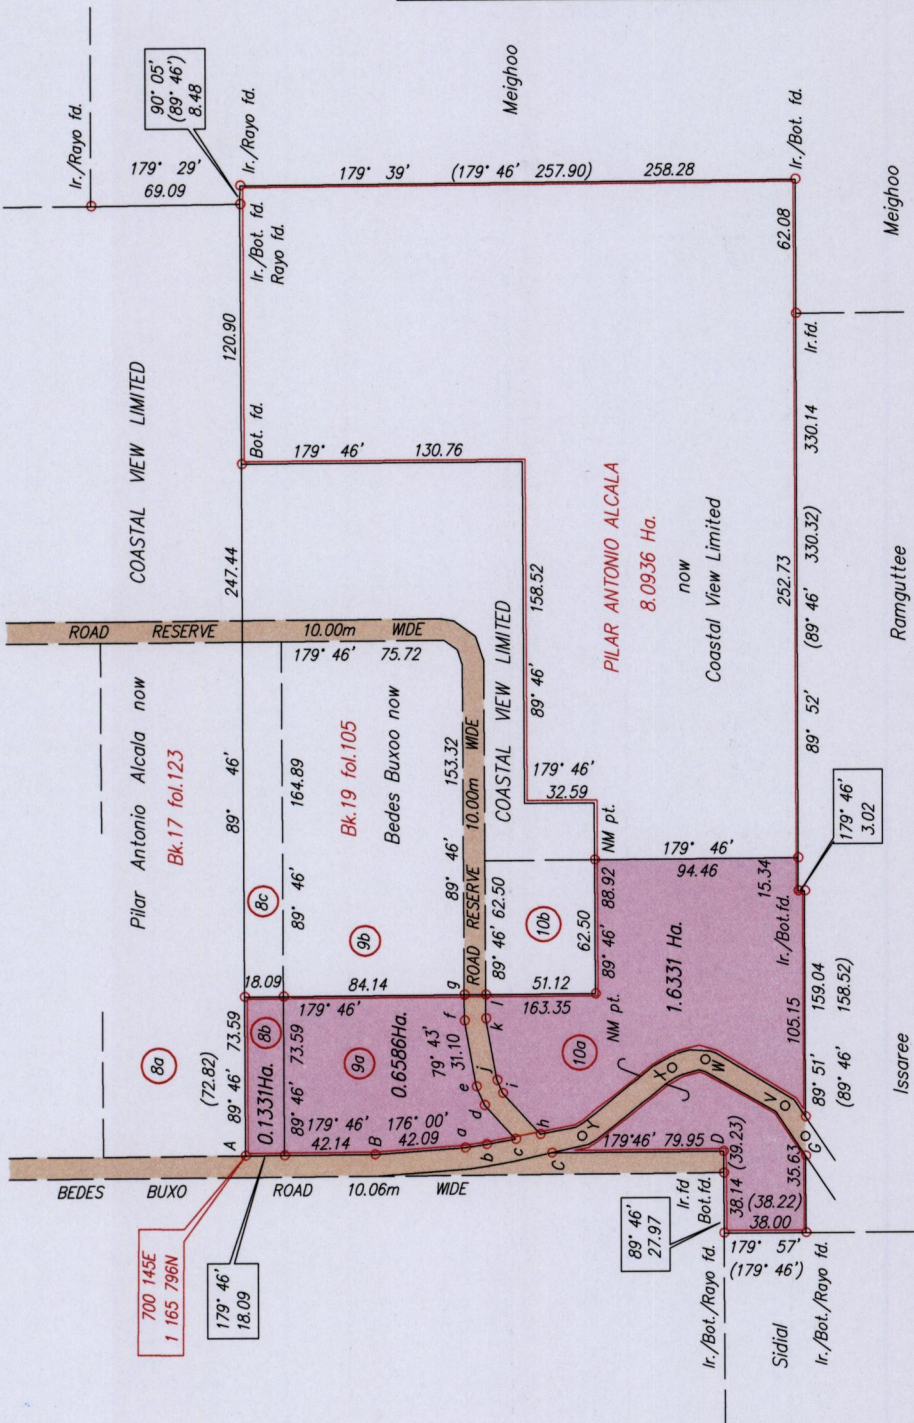 Ir./Rayo fd.
90° 05'
(89° 46')
8.48
Meighoo
179° 29'
69.09
Ir./Rayo fd.
179° 39' (179° 46' 257.90) 258.28
Ir./Bot. fd.
Ir./Bot. fd.
Rayo fd.
62.08
Meighoo
120.90
Ir.fd.
COASTAL VIEW LIMITED
Bot. fd.
179° 46' 130.76
247.44
PILAR ANTONIO ALCALA
8.0936 Ha.
now
Coastal View Limited
330.14
252.73
(89° 46' 330.32)
89° 52'
Ramguttee
ROAD RESERVE 10.00m WIDE
179° 46' 75.72
158.52
89° 46'
COASTAL VIEW LIMITED
179° 46'
32.59
Pilar Antonio Alcala now
Bk.17 fol.123
89° 46'
164.89
89° 46'
Bk.19 fol.105
Bedes Buxoo now
153.32
89° 46'
ROAD RESERVE 10.00m WIDE
NM pt.
179° 46'
94.46
179° 46'
3.02
8c
9b
89° 46' 62.50
10b
62.50
88.92
89° 46'
15.34
Ir./Bot.fd.
18.09
84.14
179° 46'
g
l
51.12
163.35
NM pt.
1.6331 Ha.
159.04
(158.52)
105.15
89° 51'
(89° 46'
8a
(72.82)
89° 46' 73.59
8b
0.1331Ha.
89° 46' 73.59
9a
0.6586Ha.
79° 43'
31.10
f
k
e
j
d
i
10a
X
W
V
Y
Issaree
A
179° 46'
42.14
B
176° 00'
42.09
a
b
c
h
C
179°46' 79.95
D
G
BEDES BUXO ROAD 10.06m WIDE
Ir.fd
Bot.fd.
38.14 (39.23)
35.63
(38.22)
38.00
700 145E
1 165 796N
179° 46'
18.09
89° 46'
27.97
179° 57'
(179° 46')
Ir./Bot./Rayo fd.
Sidial
Ir./Bot./Rayo fd.